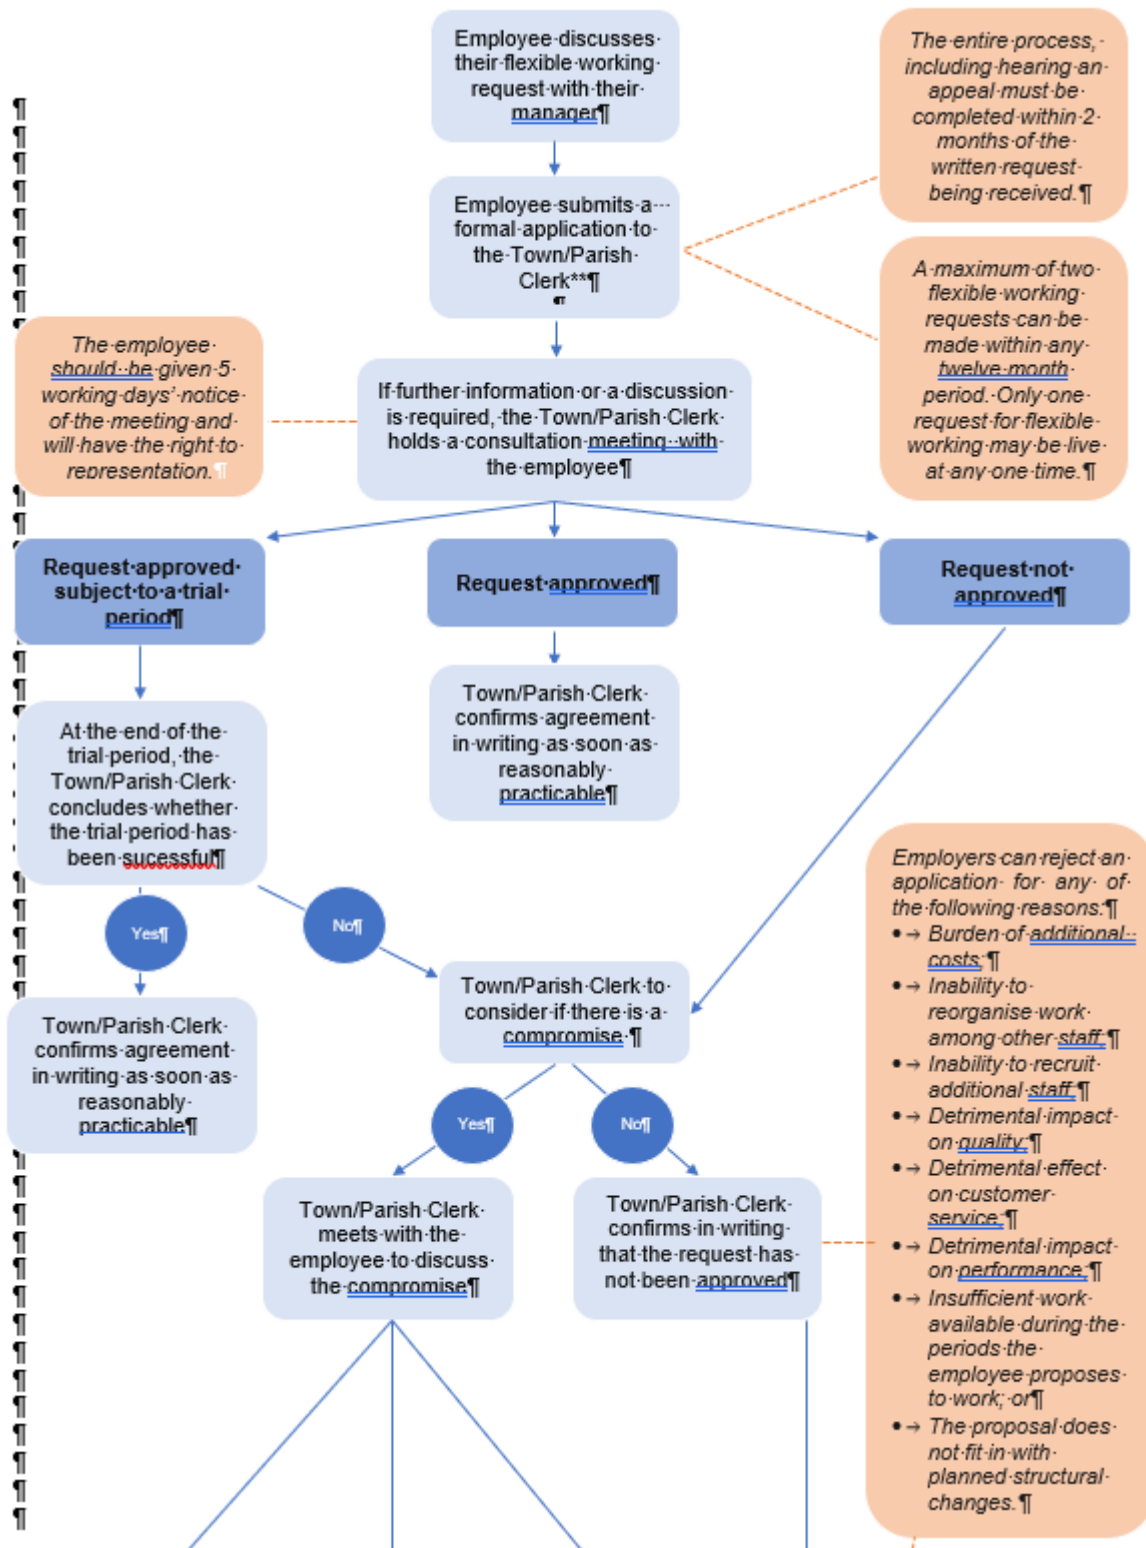 Employee discusses
their flexible working
request with their
manager¶
The entire process,
including hearing an
appeal must be
completed within 2
months of the
written request
being received.¶
Employee submits a
formal application to
the Town/Parish
Clerk**¶
¶
A maximum of two
flexible working
requests can be
made within any
twelve month
period. Only one
request for flexible
working may be live
at any one time.¶
The employee
should be given 5
working days' notice
of the meeting and
will have the right to
representation.¶
If further information or a discussion
is required, the Town/Parish Clerk
holds a consultation meeting with
the employee¶
Request approved
subject to a trial
period¶
Request approved¶
Request not
approved¶
Town/Parish Clerk
confirms agreement
in writing as soon as
reasonably
practicable¶
At the end of the
trial period, the
Town/Parish Clerk
concludes whether
the trial period has
been sucessful¶
Yes¶
No¶
Town/Parish Clerk
confirms agreement
in writing as soon as
reasonably
practicable¶
Town/Parish Clerk to
consider if there is a
compromise ¶
Yes¶
No¶
Town/Parish Clerk
meets with the
employee to discuss
the compromise¶
Town/Parish Clerk
confirms in writing
that the request has
not been approved¶
Employers can reject an
application for any of
the following reasons:¶
• → Burden of additional
costs;¶
• → Inability to
reorganise work
among other staff;¶
• → Inability to recruit
additional staff;¶
• → Detrimental impact
on quality;¶
• → Detrimental effect
on customer
service;¶
• → Detrimental impact
on performance;¶
• → Insufficient work
available during the
periods the
employee proposes
to work; or¶
• → The proposal does
not fit in with
planned structural
changes.¶